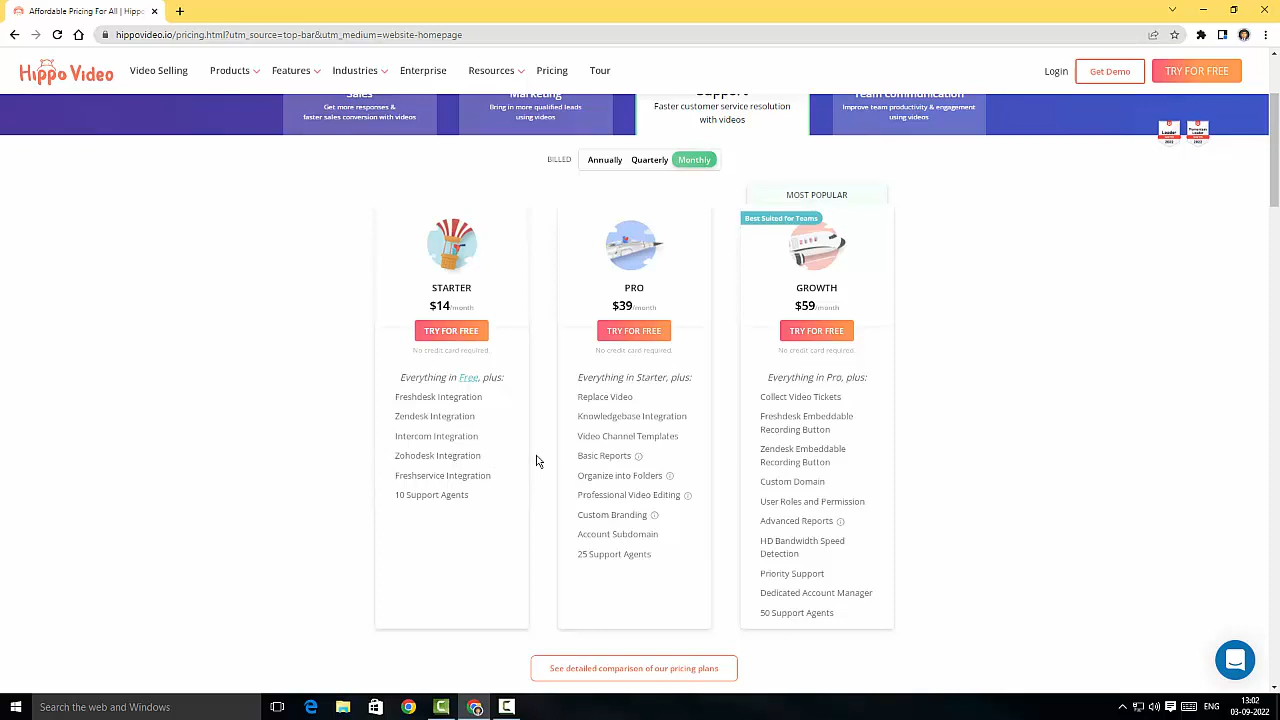 Affordable Pricing For All | Hip
hippovideo.io/pricing.html?utm_source=top-bar&utm_medium=website-homepage
Hippo Video
Video Selling
Products
Features
Industries
Enterprise
Resources
Pricing
Tour
Login
Get Demo
TRY FOR FREE
Sales
Get more responses &
faster sales conversion with videos
Marketing
Bring in more qualified leads
using videos
Support
Faster customer service resolution
with videos
Team communication
Improve team productivity & engagement
using videos
Leader
2022
Momentum
Leader
2022
BILLED
Annually
Quarterly
Monthly
STARTER
$14/month
TRY FOR FREE
No credit card required.
Everything in Free, plus:
Freshdesk Integration
Zendesk Integration
Intercom Integration
Zohodesk Integration
Freshservice Integration
10 Support Agents
PRO
$39/month
TRY FOR FREE
No credit card required.
Everything in Starter, plus:
Replace Video
Knowledgebase Integration
Video Channel Templates
Basic Reports
Organize into Folders
Professional Video Editing
Custom Branding
Account Subdomain
25 Support Agents
MOST POPULAR
Best Suited for Teams
GROWTH
$59/month
TRY FOR FREE
No credit card required.
Everything in Pro, plus:
Collect Video Tickets
Freshdesk Embeddable
Recording Button
Zendesk Embeddable
Recording Button
Custom Domain
User Roles and Permission
Advanced Reports
HD Bandwidth Speed
Detection
Priority Support
Dedicated Account Manager
50 Support Agents
See detailed comparison of our pricing plans
Search the web and Windows
ENG
13:02
03-09-2022